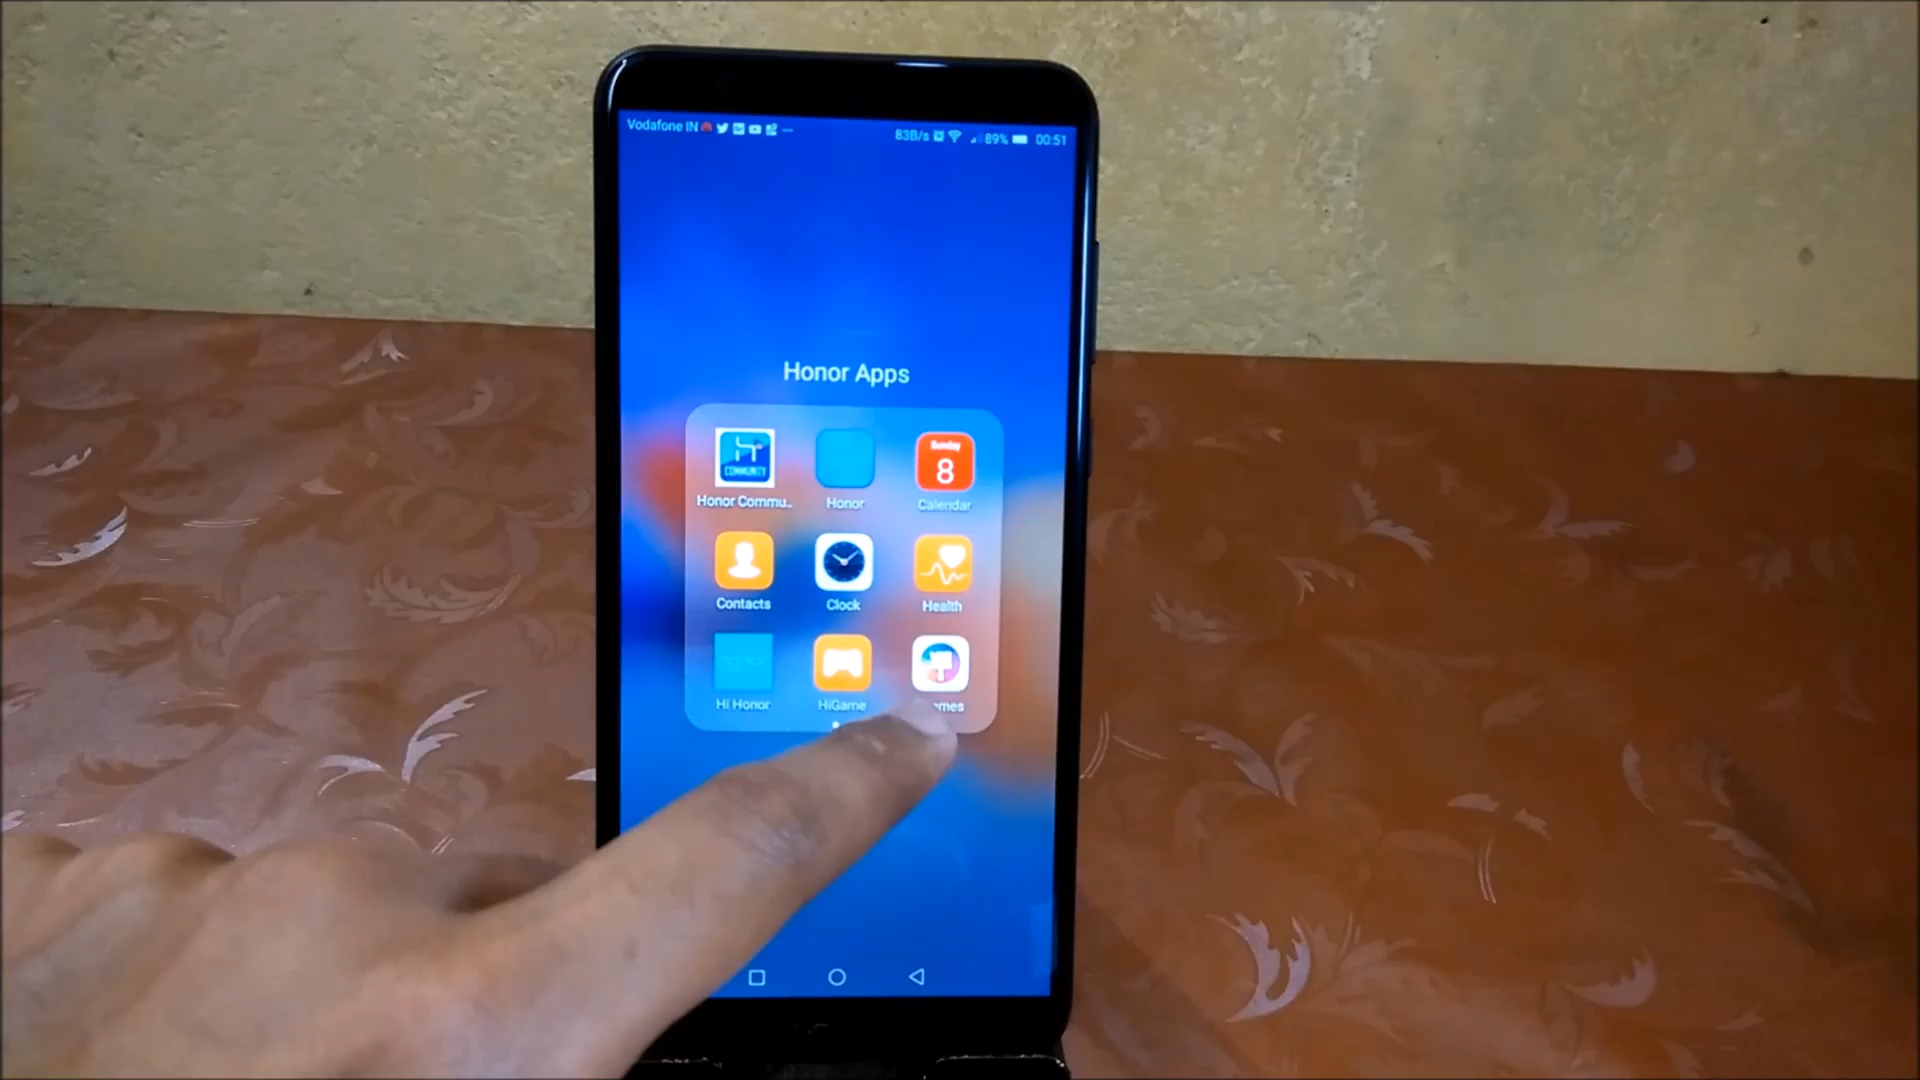 Vodafone IN
83B/s 89% 00:51
Honor Apps
COMMUNITY
Sunday
8
Honor Commu..
Honor
Calendar
Contacts
Clock
Health
Hi Honor
HiGame
mes